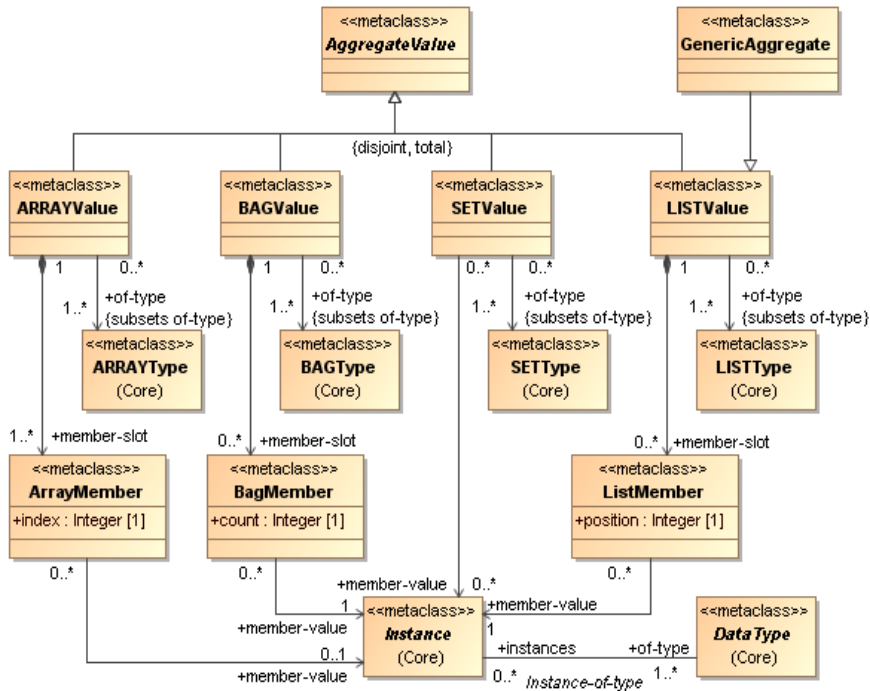 <<metaclass>>
AggregateValue
<<metaclass>>
GenericAggregate
{disjoint, total}
<<metaclass>>
ARRAYValue
<<metaclass>>
BAGValue
<<metaclass>>
SETValue
<<metaclass>>
LISTValue
1
0..*
1
0..*
0..*
0..*
1
0..*
1..*
+of-type
{subsets of-type}
1..*
+of-type
{subsets of-type}
1..*
+of-type
{subsets of-type}
1..*
+of-type
{subsets of-type}
<<metaclass>>
ARRAYType
(Core)
<<metaclass>>
BAGType
(Core)
<<metaclass>>
SETType
(Core)
<<metaclass>>
LISTType
(Core)
1..*
+member-slot
0..*
+member-slot
0..*
+member-slot
<<metaclass>>
ArrayMember
+index : Integer [1]
<<metaclass>>
BagMember
+count : Integer [1]
<<metaclass>>
ListMember
+position : Integer [1]
0..*
0..*
0..*
+member-value
0..*
1
+member-value
+member-value
1
0..1
+member-value
<<metaclass>>
Instance
(Core)
+instances
0..*
Instance-of-type
+of-type
1..*
<<metaclass>>
DataType
(Core)